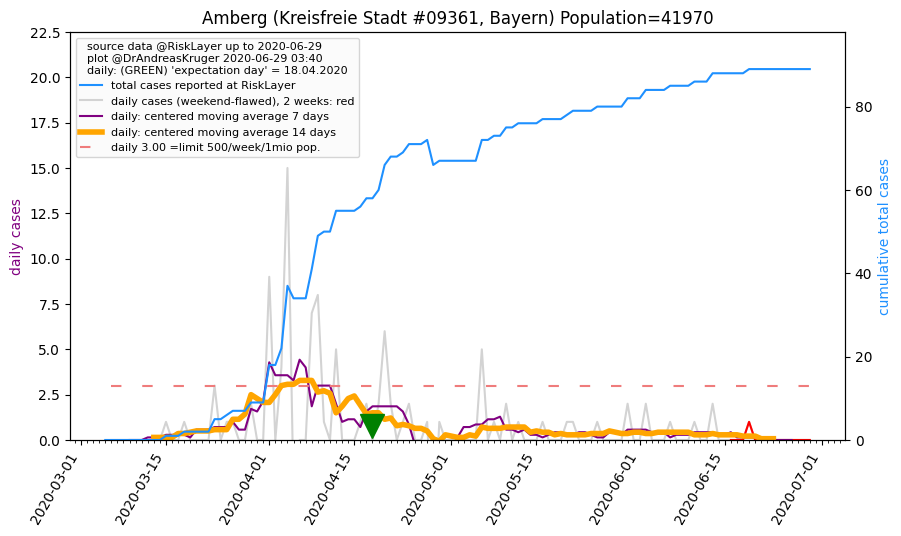 Amberg (Kreisfreie Stadt #09361, Bayern) Population=41970
source data @RiskLayer up to 2020-06-29
plot @DrAndreasKruger 2020-06-29 03:40
daily: (GREEN) 'expectation day' = 18.04.2020
total cases reported at RiskLayer
daily cases (weekend-flawed), 2 weeks: red
daily: centered moving average 7 days
daily: centered moving average 14 days
daily 3.00 =limit 500/week/1mio pop.
daily cases
22.5
20.0
17.5
15.0
12.5
10.0
7.5
5.0
2.5
0.0
cumulative total cases
80
60
40
20
0
2020-03-01
2020-03-15
2020-04-01
2020-04-15
2020-05-01
2020-05-15
2020-06-01
2020-06-15
2020-07-01